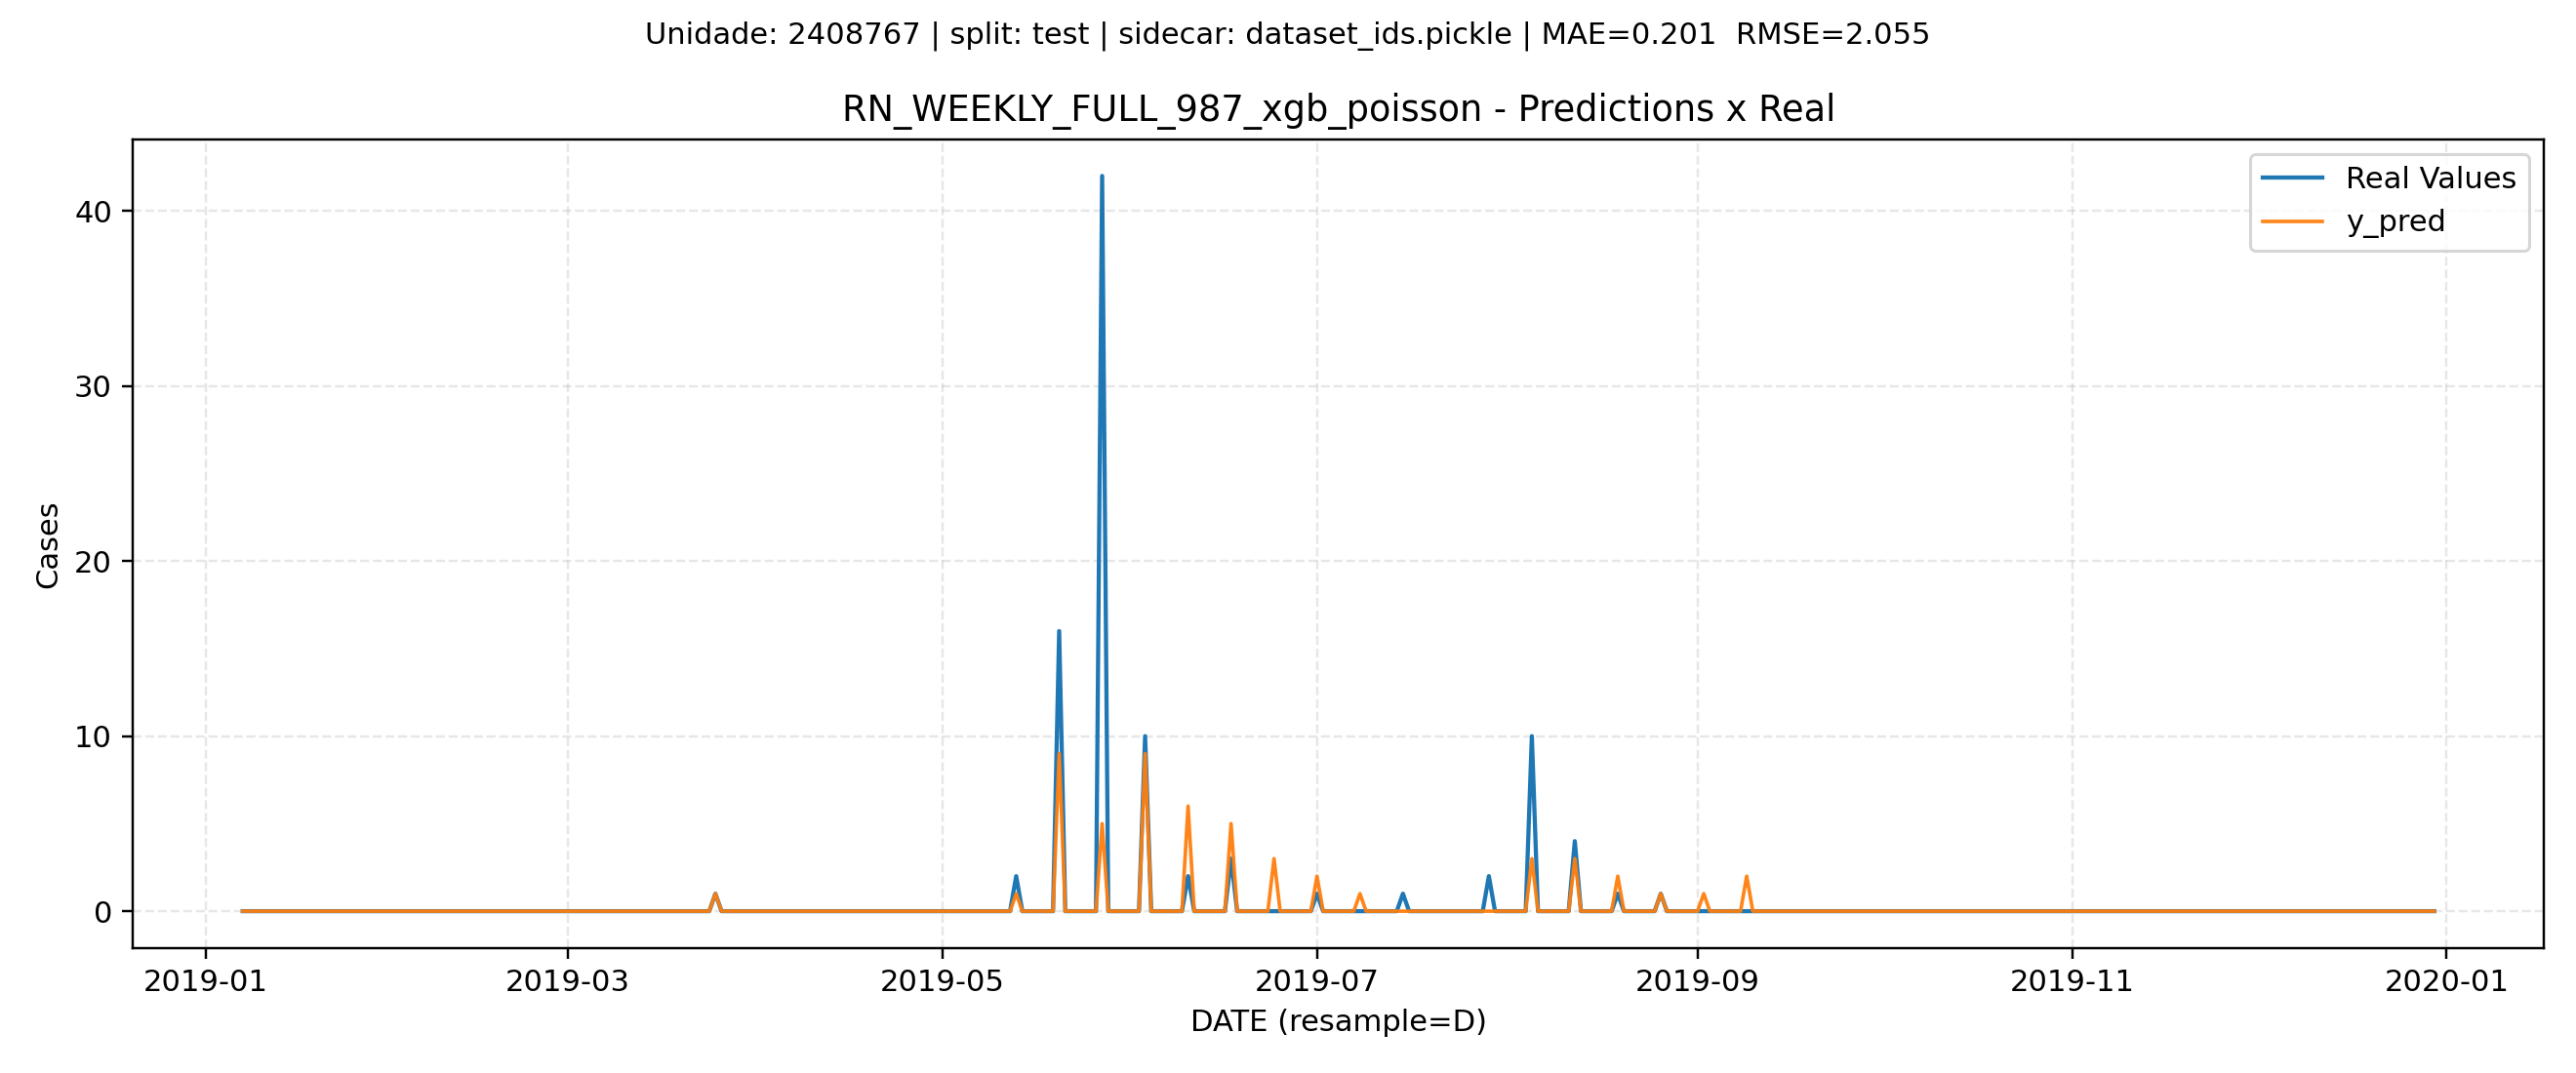 Unidade: 2408767 | split: test | sidecar: dataset_ids.pickle | MAE=0.201  RMSE=2.055
RN_WEEKLY_FULL_987_xgb_poisson - Predictions x Real
Real Values
y_pred
40
30
20
10
0
Cases
2019-01
2019-03
2019-05
2019-07
2019-09
2019-11
2020-01
DATE (resample=D)